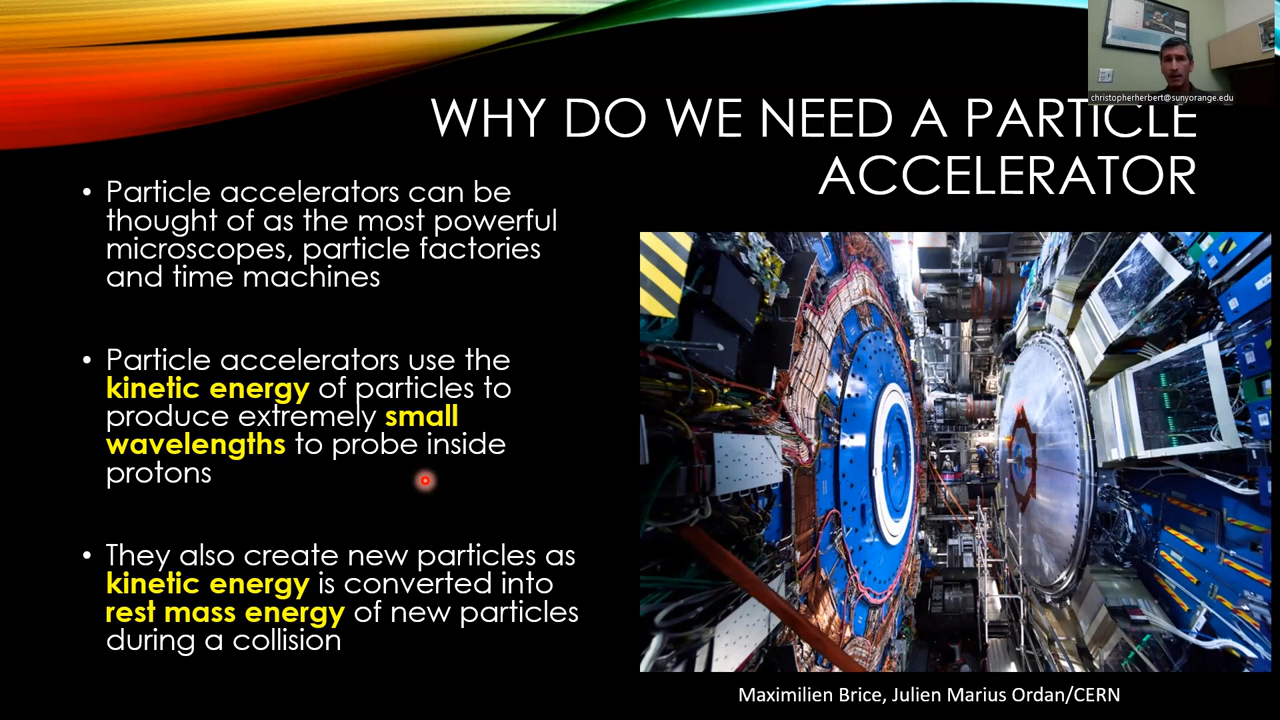 christopherherbert@sunyorange.edu
WHY DO WE NEED A PARTICLE
ACCELERATOR
• Particle accelerators can be
thought of as the most powerful
microscopes, particle factories
and time machines
• Particle accelerators use the
kinetic energy of particles to
produce extremely small
wavelengths to probe inside
protons
• They also create new particles as
kinetic energy is converted into
rest mass energy of new particles
during a collision
Maximilien Brice, Julien Marius Ordan/CERN